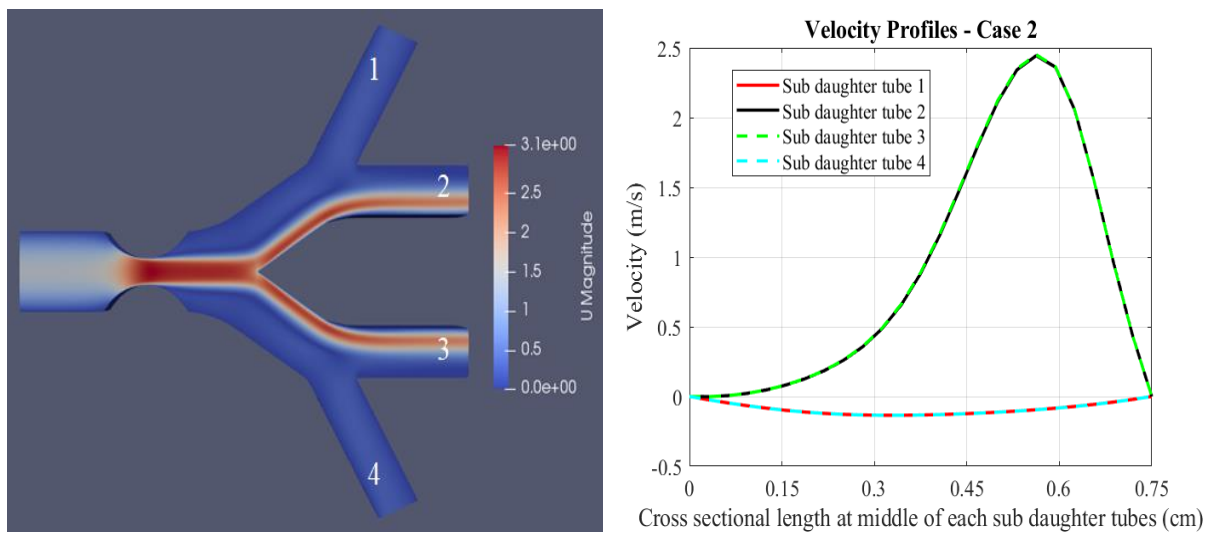 1
2
3
4
3.1e+00
2.5
2
1.5
1
0.5
0.0e+00
U Magnitude
Velocity Profiles - Case 2
Sub daughter tube 1
Sub daughter tube 2
Sub daughter tube 3
Sub daughter tube 4
2.5
2
1.5
1
0.5
0
-0.5
Velocity (m/s)
0 0.15 0.3 0.45 0.6 0.75
Cross sectional length at middle of each sub daughter tubes (cm)